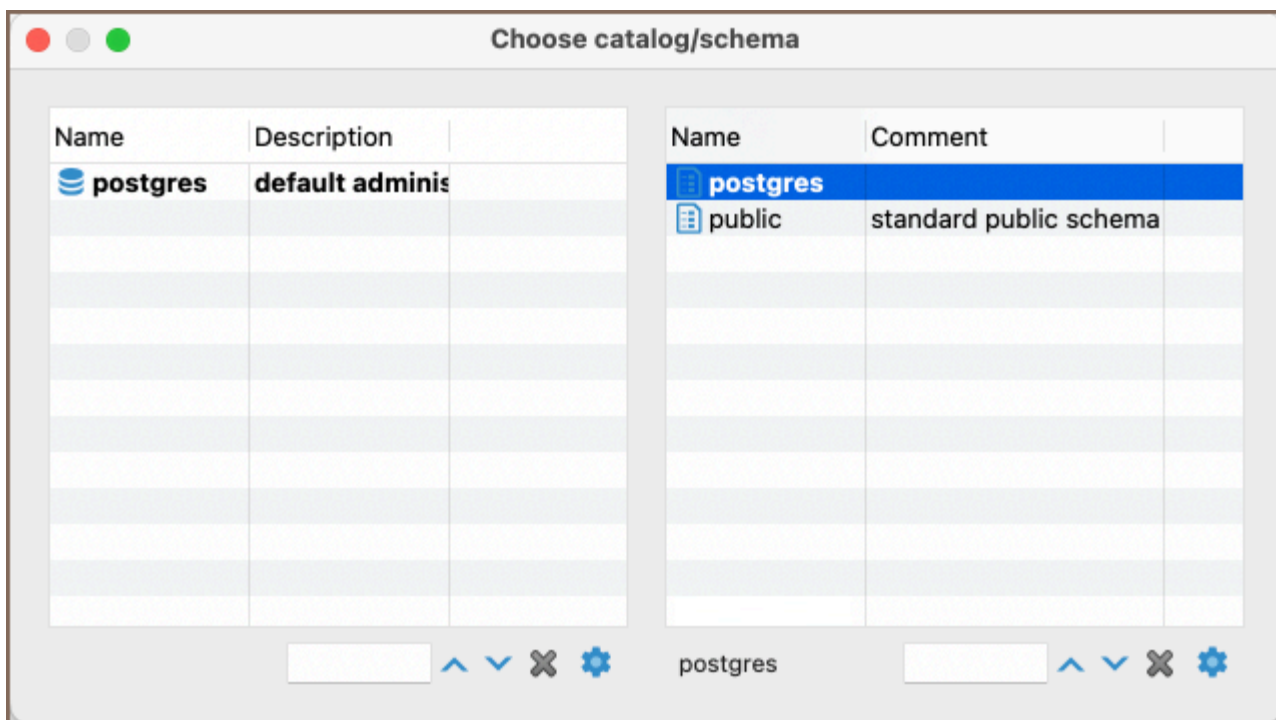 Choose catalog/schema
Name Description
postgres default adminis
Name Comment
postgres
public standard public schema
postgres